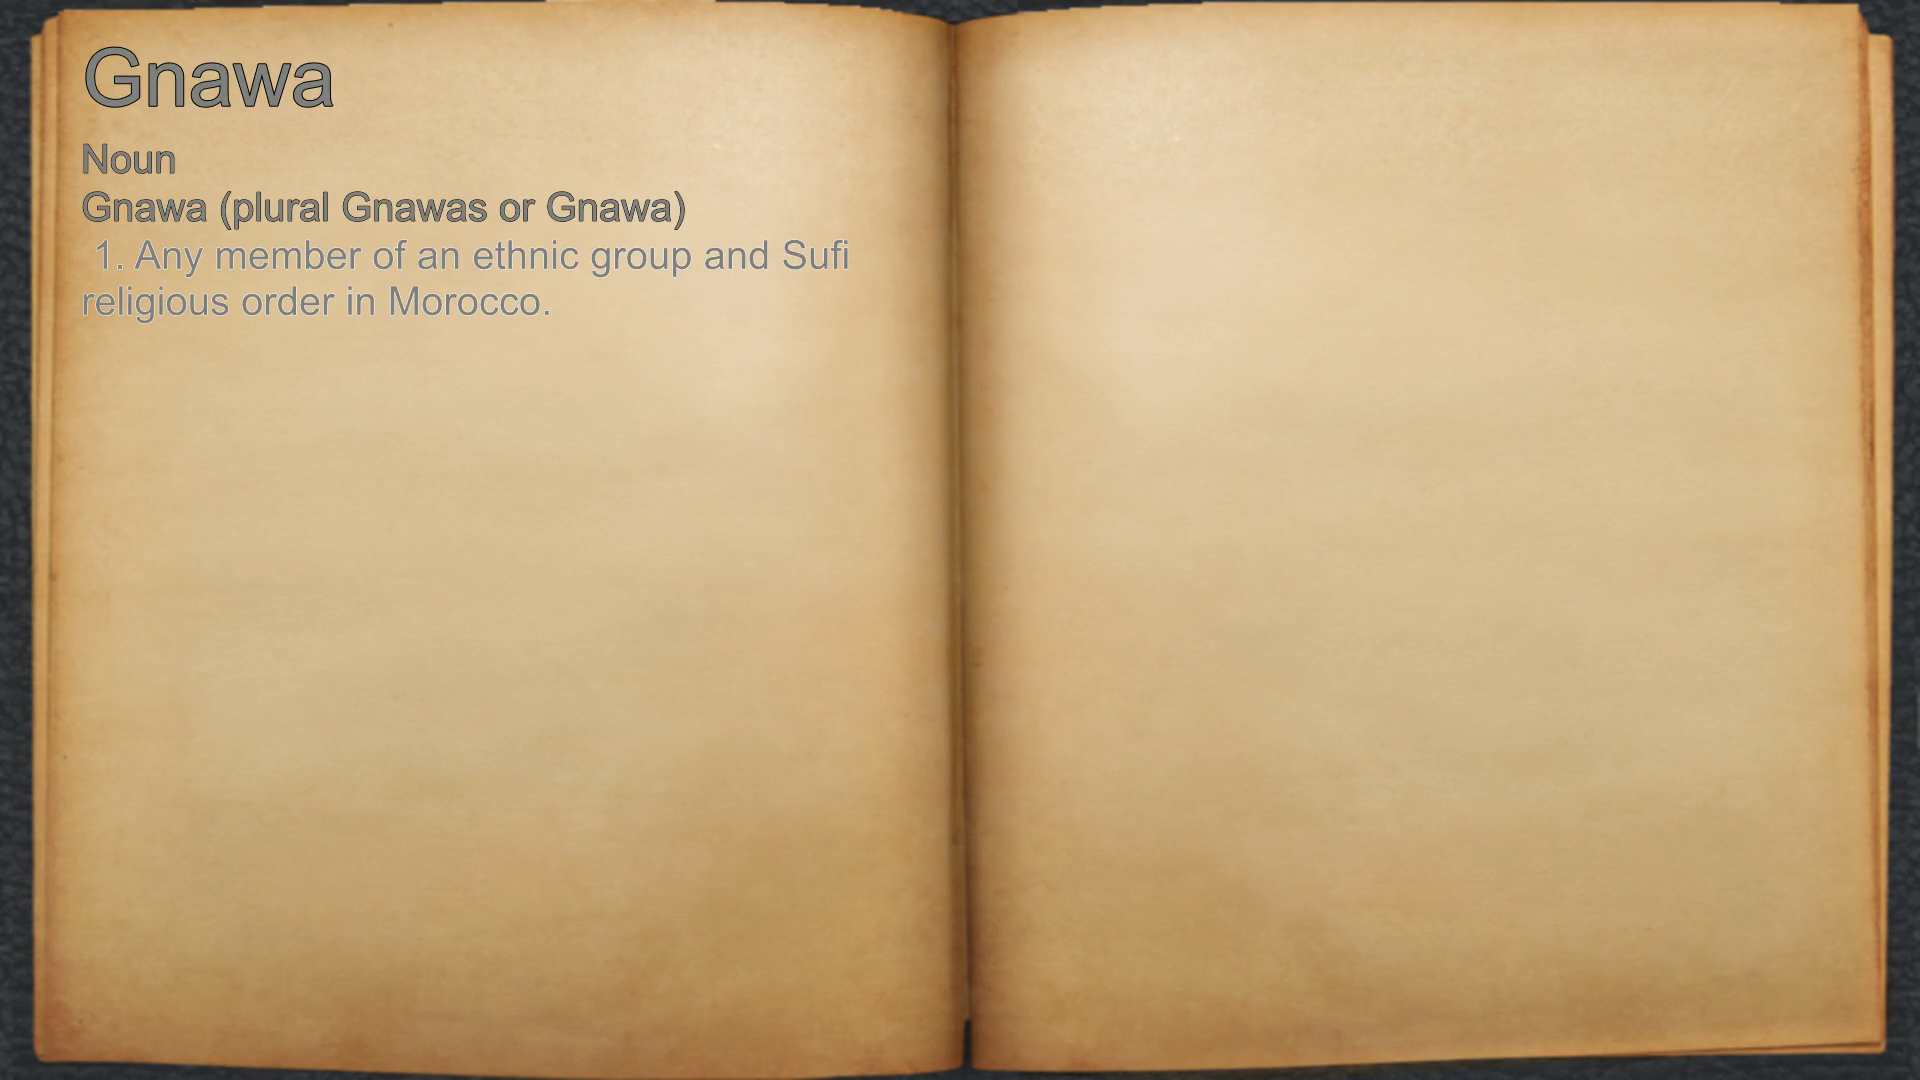 Gnawa
Noun
Gnawa (plural Gnawas or Gnawa)
1. Any member of an ethnic group and Sufi
religious order in Morocco.